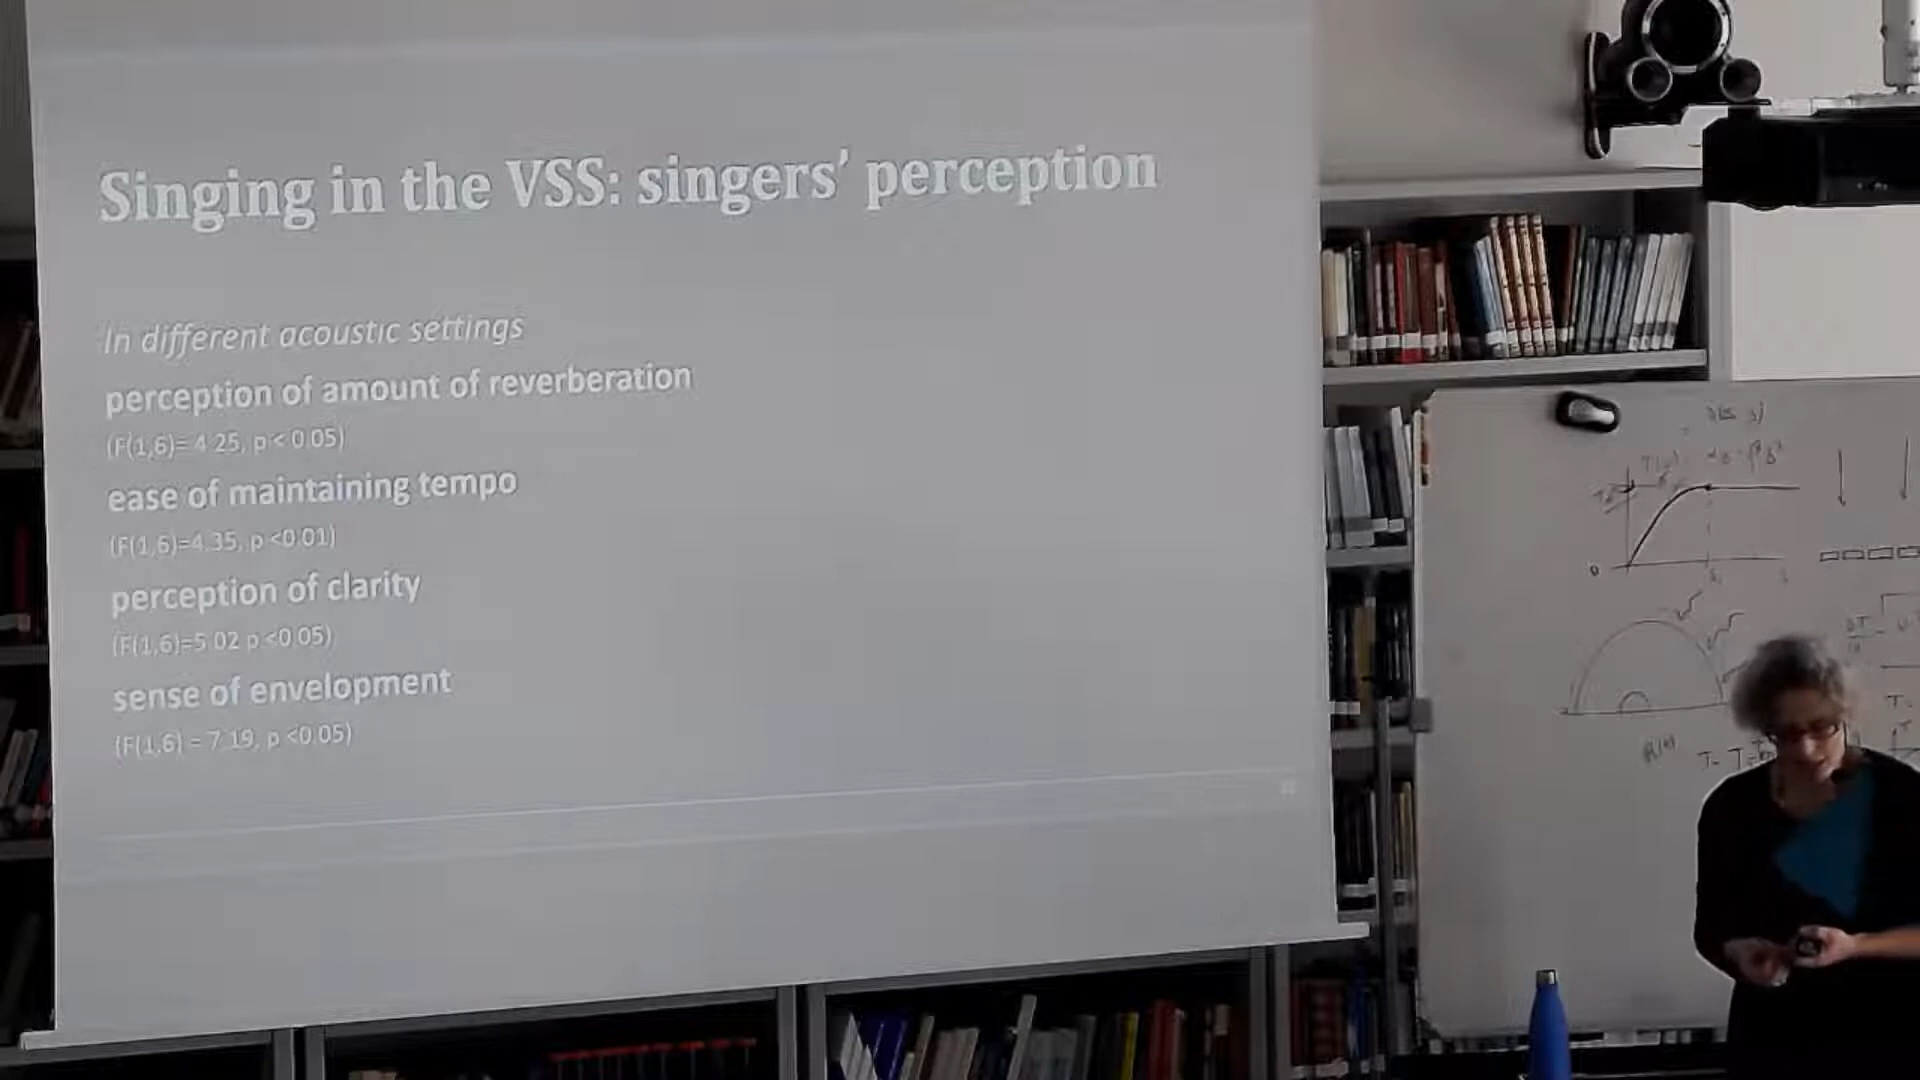 Singing in the VSS: singers' perception
In different acoustic settings
perception of amount of reverberation
(F(1,6)= 4.25, p < 0.05)
ease of maintaining tempo
(F(1,6)=4.35, p <0.01)
perception of clarity
(F(1,6)=5.02 p <0.05)
sense of envelopment
(F(1,6) = 7.19, p <0.05)